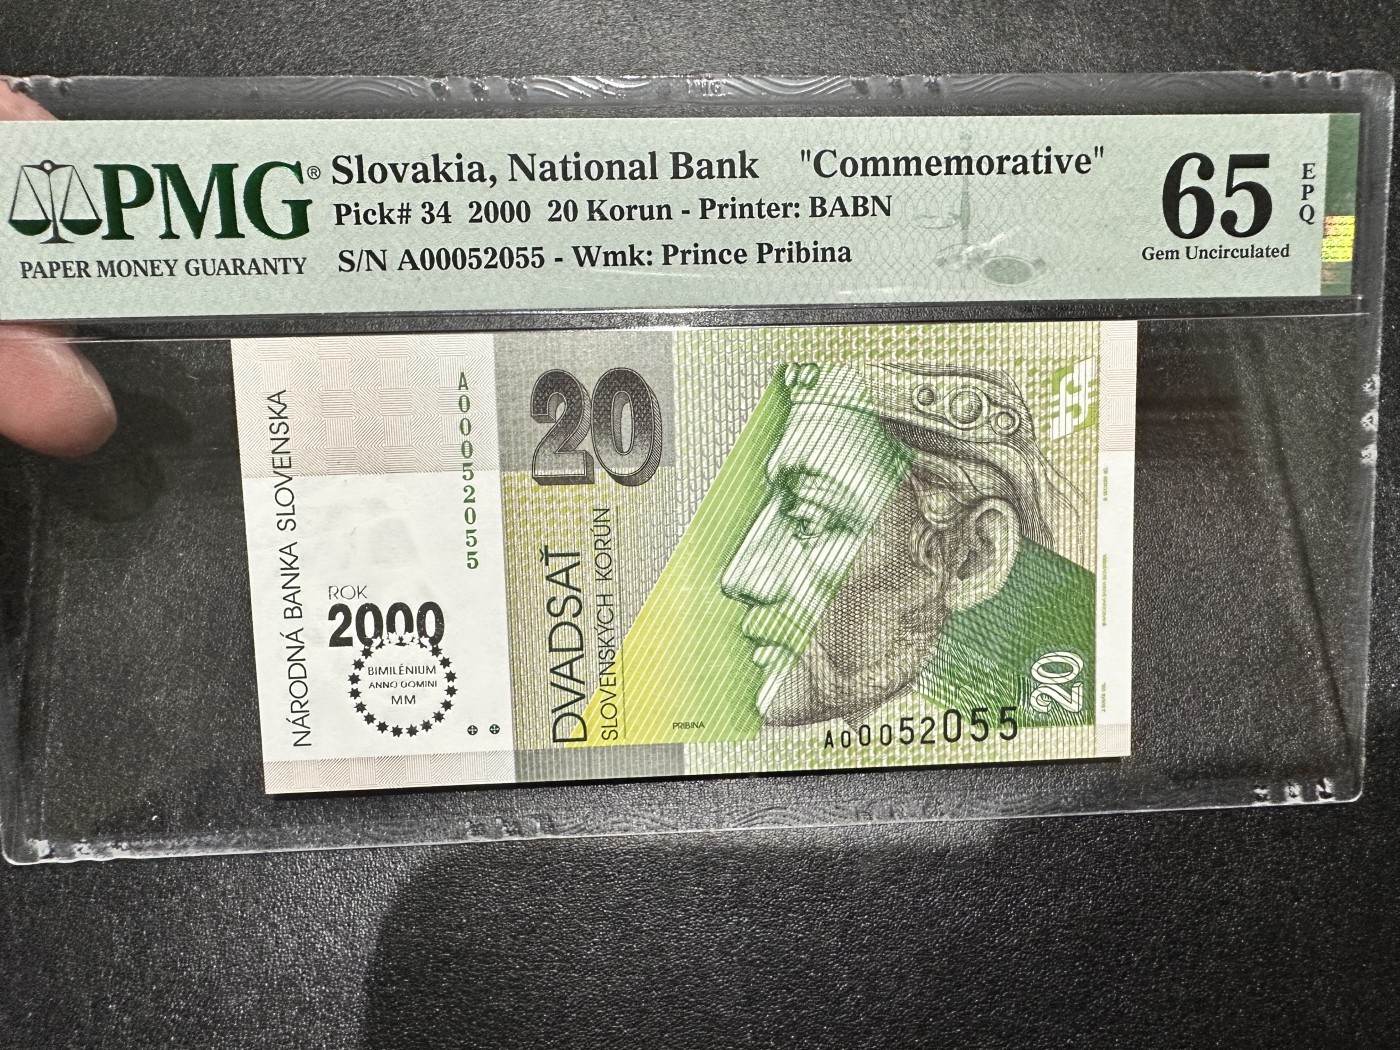 PMG®
PAPER MONEY GUARANTY
Slovakia, National Bank "Commemorative"
Pick# 34 2000 20 Korun - Printer: BABN
S/N A00052055 - Wmk: Prince Pribina
65
EPQ
Gem Uncirculated
NÁRODNÁ BANKA SLOVENSKA
A00052055
ROK
2000
BIMILÉNIUM
ANNO DOMINI
MM
20
DVADSAŤ
SLOVENSKÝCH KORÚN
PRIBINA
A00052055
20